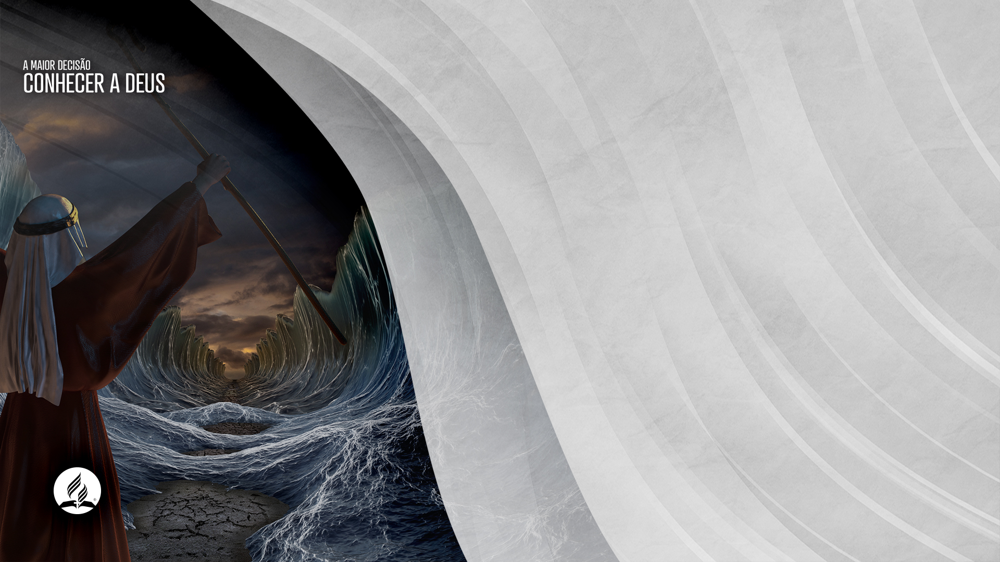 A MAIOR DECISÃO
CONHECER A DEUS